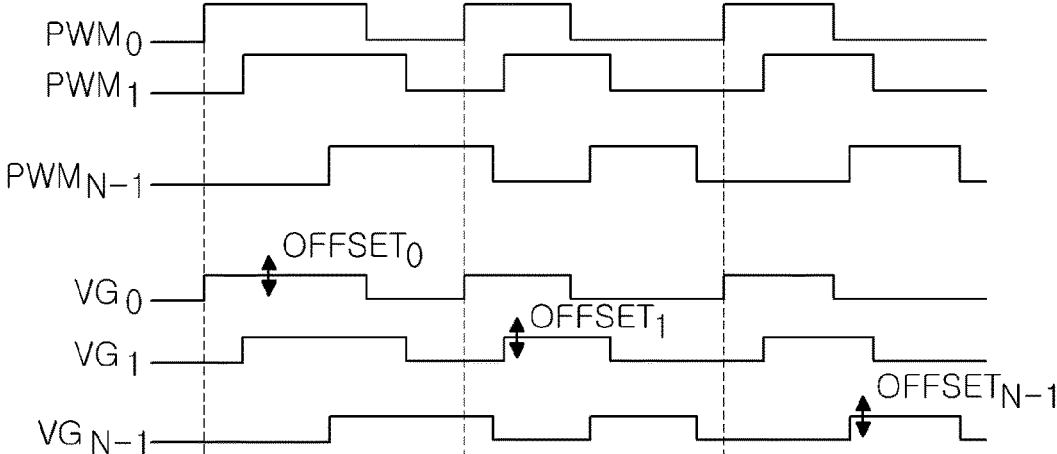 PWM0
PWM1
PWMN-1
OFFSET0
VG0
OFFSET1
VG1
OFFSETN-1
VGN-1